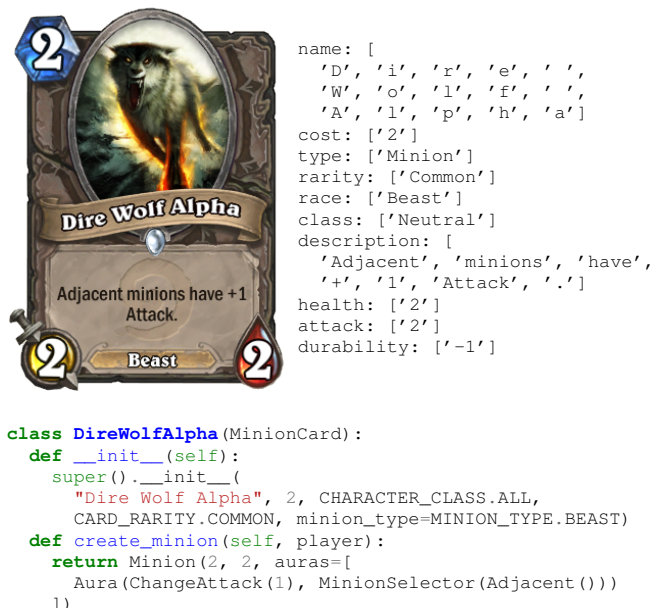 2
Dire Wolf Alpha
Adjacent minions have +1
Attack.
2
Beast
2
name: [
  'D', 'i', 'r', 'e', ' ',
  'W', 'o', 'l', 'f', ' ',
  'A', 'l', 'p', 'h', 'a']
cost: ['2']
type: ['Minion']
rarity: ['Common']
race: ['Beast']
class: ['Neutral']
description: [
  'Adjacent', 'minions', 'have',
  '+', '1', 'Attack', '.']
health: ['2']
attack: ['2']
durability: ['-1']
class DireWolfAlpha(MinionCard):
  def __init__(self):
    super().__init__(
      "Dire Wolf Alpha", 2, CHARACTER_CLASS.ALL,
      CARD_RARITY.COMMON, minion_type=MINION_TYPE.BEAST)
  def create_minion(self, player):
    return Minion(2, 2, auras=[
      Aura(ChangeAttack(1), MinionSelector(Adjacent()))
    ])